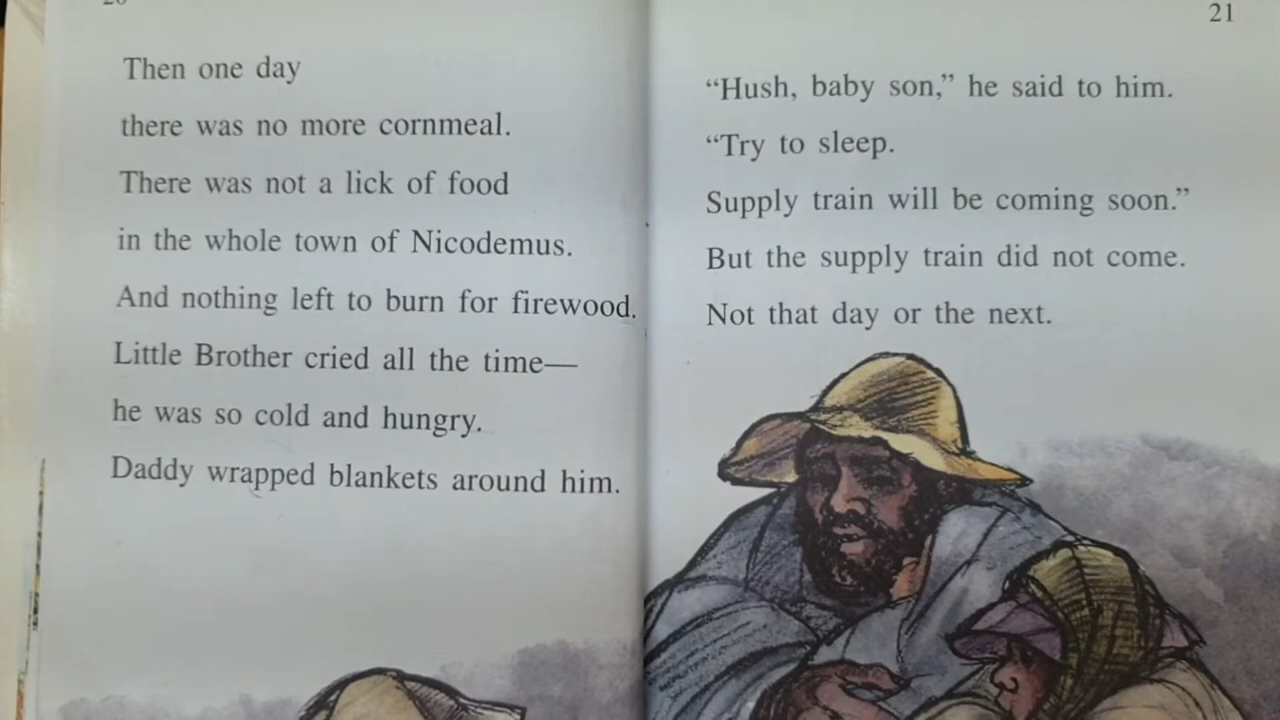 20
Then one day
there was no more cornmeal.
There was not a lick of food
in the whole town of Nicodemus.
And nothing left to burn for firewood.
Little Brother cried all the time—
he was so cold and hungry.
Daddy wrapped blankets around him.
21
“Hush, baby son,” he said to him.
“Try to sleep.
Supply train will be coming soon.”
But the supply train did not come.
Not that day or the next.